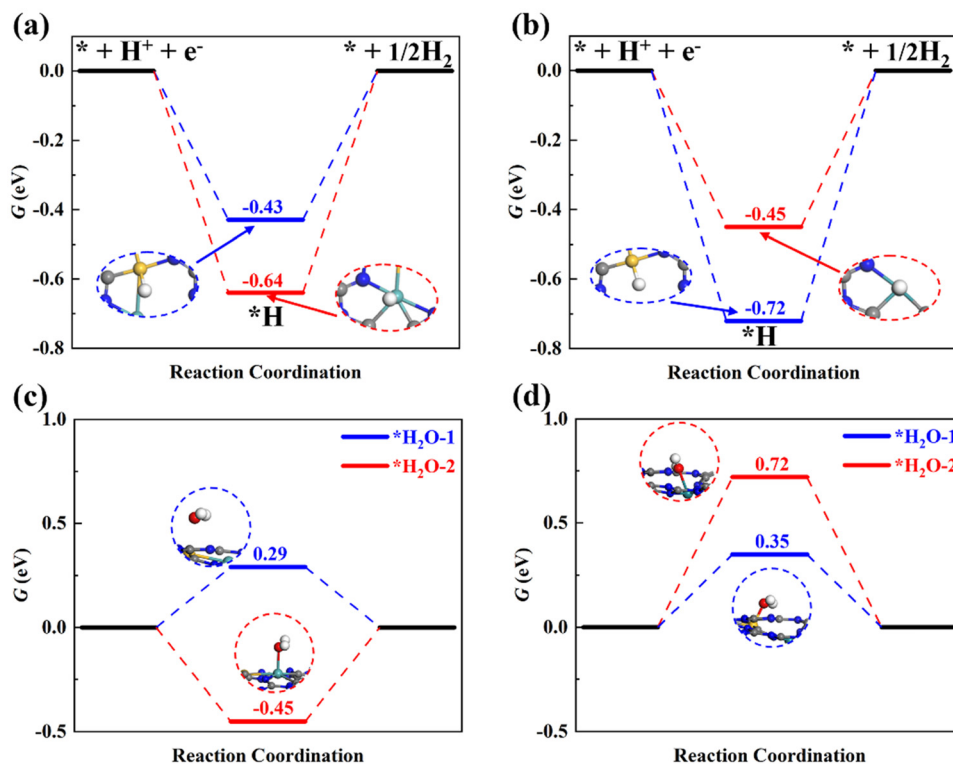 (a)
* + H⁺ + e⁻
* + 1/2H₂
0.0
-0.2
-0.4
-0.6
-0.8
G (eV)
-0.43
-0.64
*H
Reaction Coordination
(b)
* + H⁺ + e⁻
* + 1/2H₂
0.0
-0.2
-0.4
-0.6
-0.8
G (eV)
-0.45
-0.72
*H
Reaction Coordination
(c)
1.0
0.5
0.0
-0.5
G (eV)
*H₂O-1
*H₂O-2
0.29
-0.45
Reaction Coordination
(d)
1.0
0.5
0.0
-0.5
G (eV)
*H₂O-1
*H₂O-2
0.72
0.35
Reaction Coordination